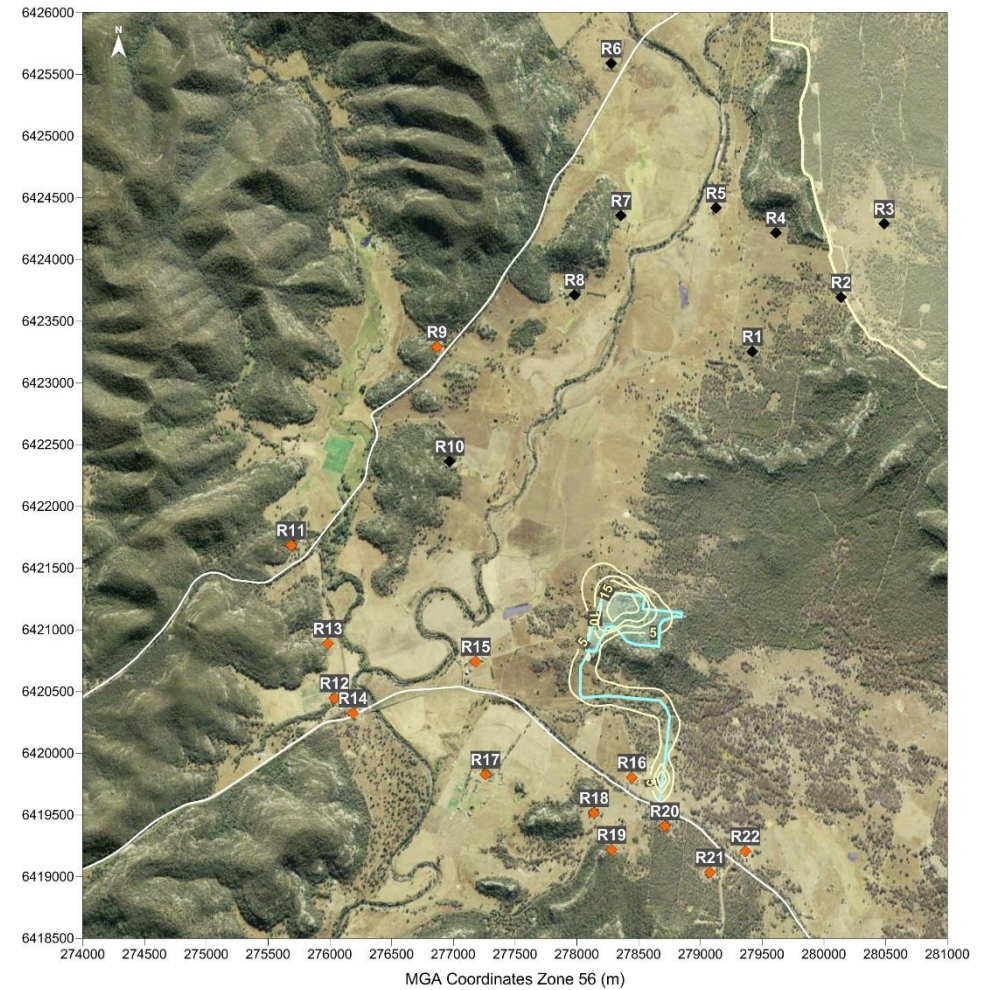 6426000
N
R6
6425500
6425000
6424500
R7
R5
R4
R3
6424000
R8
R2
6423500
R9
R1
6423000
6422500
R10
6422000
R11
6421500
15
10
6421000
5
5
R13
R15
6420500
R12
R14
6420000
R17
R16
5
6419500
R18
R20
R19
R22
6419000
R21
6418500
274000 274500 275000 275500 276000 276500 277000 277500 278000 278500 279000 279500 280000 280500 281000
MGA Coordinates Zone 56 (m)